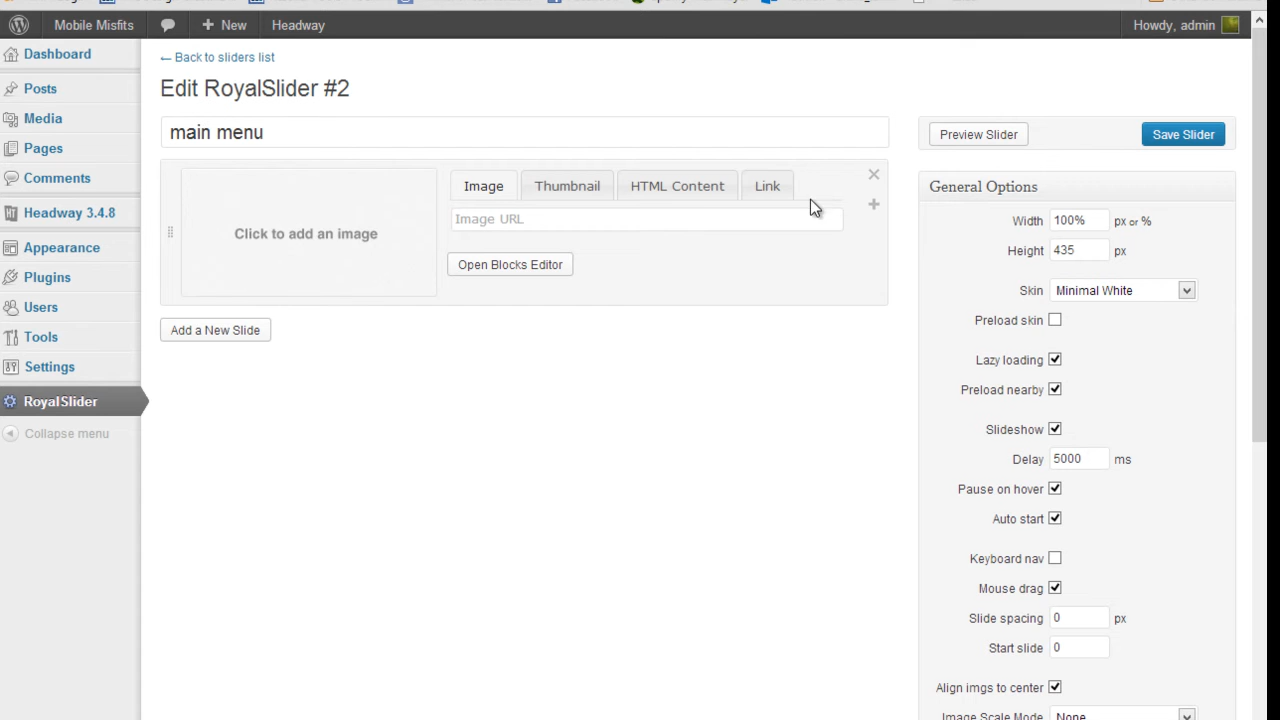 Mobile Misfits
New
Headway
Howdy, admin
Dashboard
Posts
Media
Pages
Comments
Headway 3.4.8
Appearance
Plugins
Users
Tools
Settings
RoyalSlider
Collapse menu
← Back to sliders list
Edit RoyalSlider #2
main menu
Click to add an image
Image
Thumbnail
HTML Content
Link
Image URL
Open Blocks Editor
Add a New Slide
Preview Slider
Save Slider
General Options
Width 100% px or %
Height 435 px
Skin Minimal White
Preload skin
Lazy loading
Preload nearby
Slideshow
Delay 5000 ms
Pause on hover
Auto start
Keyboard nav
Mouse drag
Slide spacing 0 px
Start slide 0
Align imgs to center
Image Scale Mode None